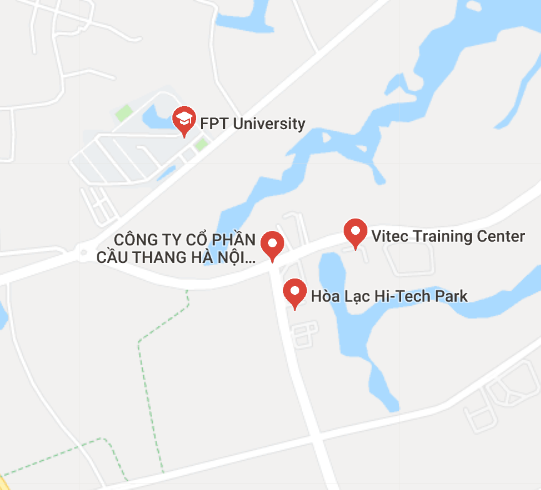 FPT University
CÔNG TY CỔ PHẦN
CẦU THANG HÀ NỘI...
Vitec Training Center
Hòa Lạc Hi-Tech Park